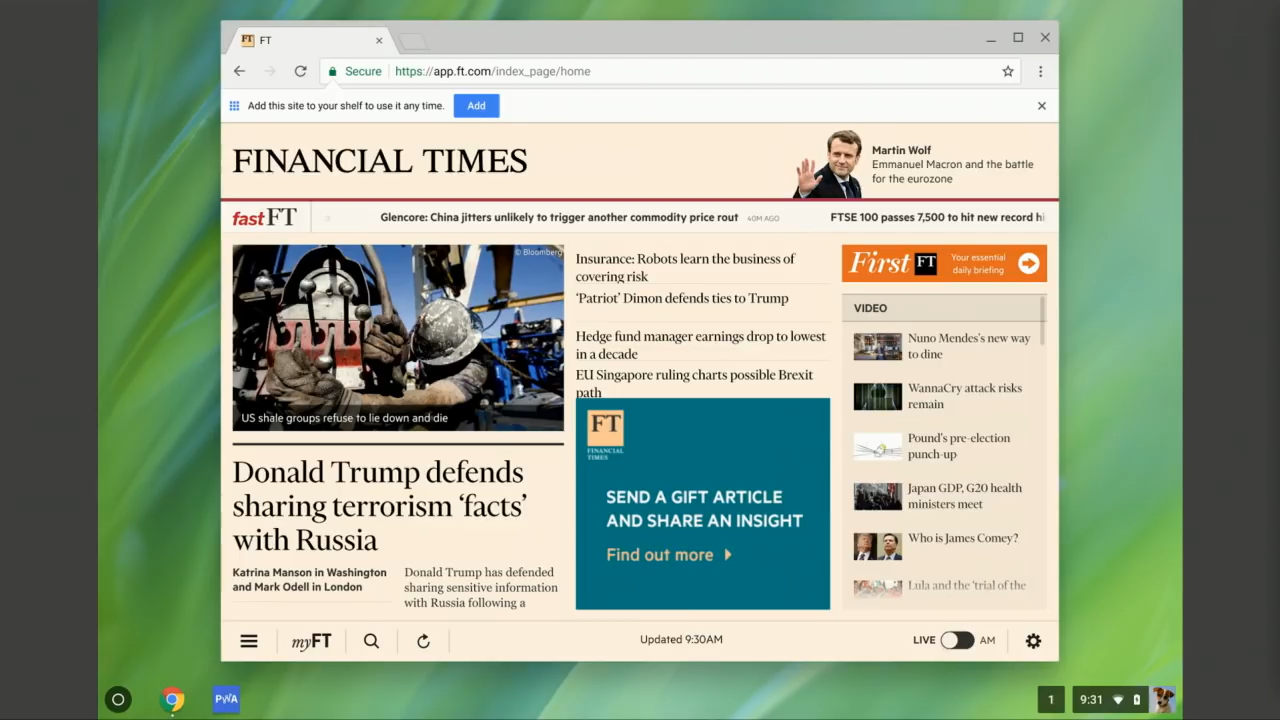 FT
FT
Secure
https://app.ft.com/index_page/home
Add this site to your shelf to use it any time.
Add
FINANCIAL TIMES
Martin Wolf
Emmanuel Macron and the battle
for the eurozone
fastFT
Glencore: China jitters unlikely to trigger another commodity price rout
40M AGO
FTSE 100 passes 7,500 to hit new record hi
© Bloomberg
US shale groups refuse to lie down and die
Donald Trump defends
sharing terrorism ‘facts’
with Russia
Katrina Manson in Washington
and Mark Odell in London
Donald Trump has defended
sharing sensitive information
with Russia following a
Insurance: Robots learn the business of
covering risk
‘Patriot’ Dimon defends ties to Trump
Hedge fund manager earnings drop to lowest
in a decade
EU Singapore ruling charts possible Brexit
path
FT
FINANCIAL
TIMES
SEND A GIFT ARTICLE
AND SHARE AN INSIGHT
Find out more
First FT
Your essential
daily briefing
VIDEO
Nuno Mendes's new way
to dine
WannaCry attack risks
remain
Pound's pre-election
punch-up
Japan GDP, G20 health
ministers meet
Who is James Comey?
Lula and the 'trial of the
myFT
Updated 9:30AM
LIVE
AM
PWA
1
9:31